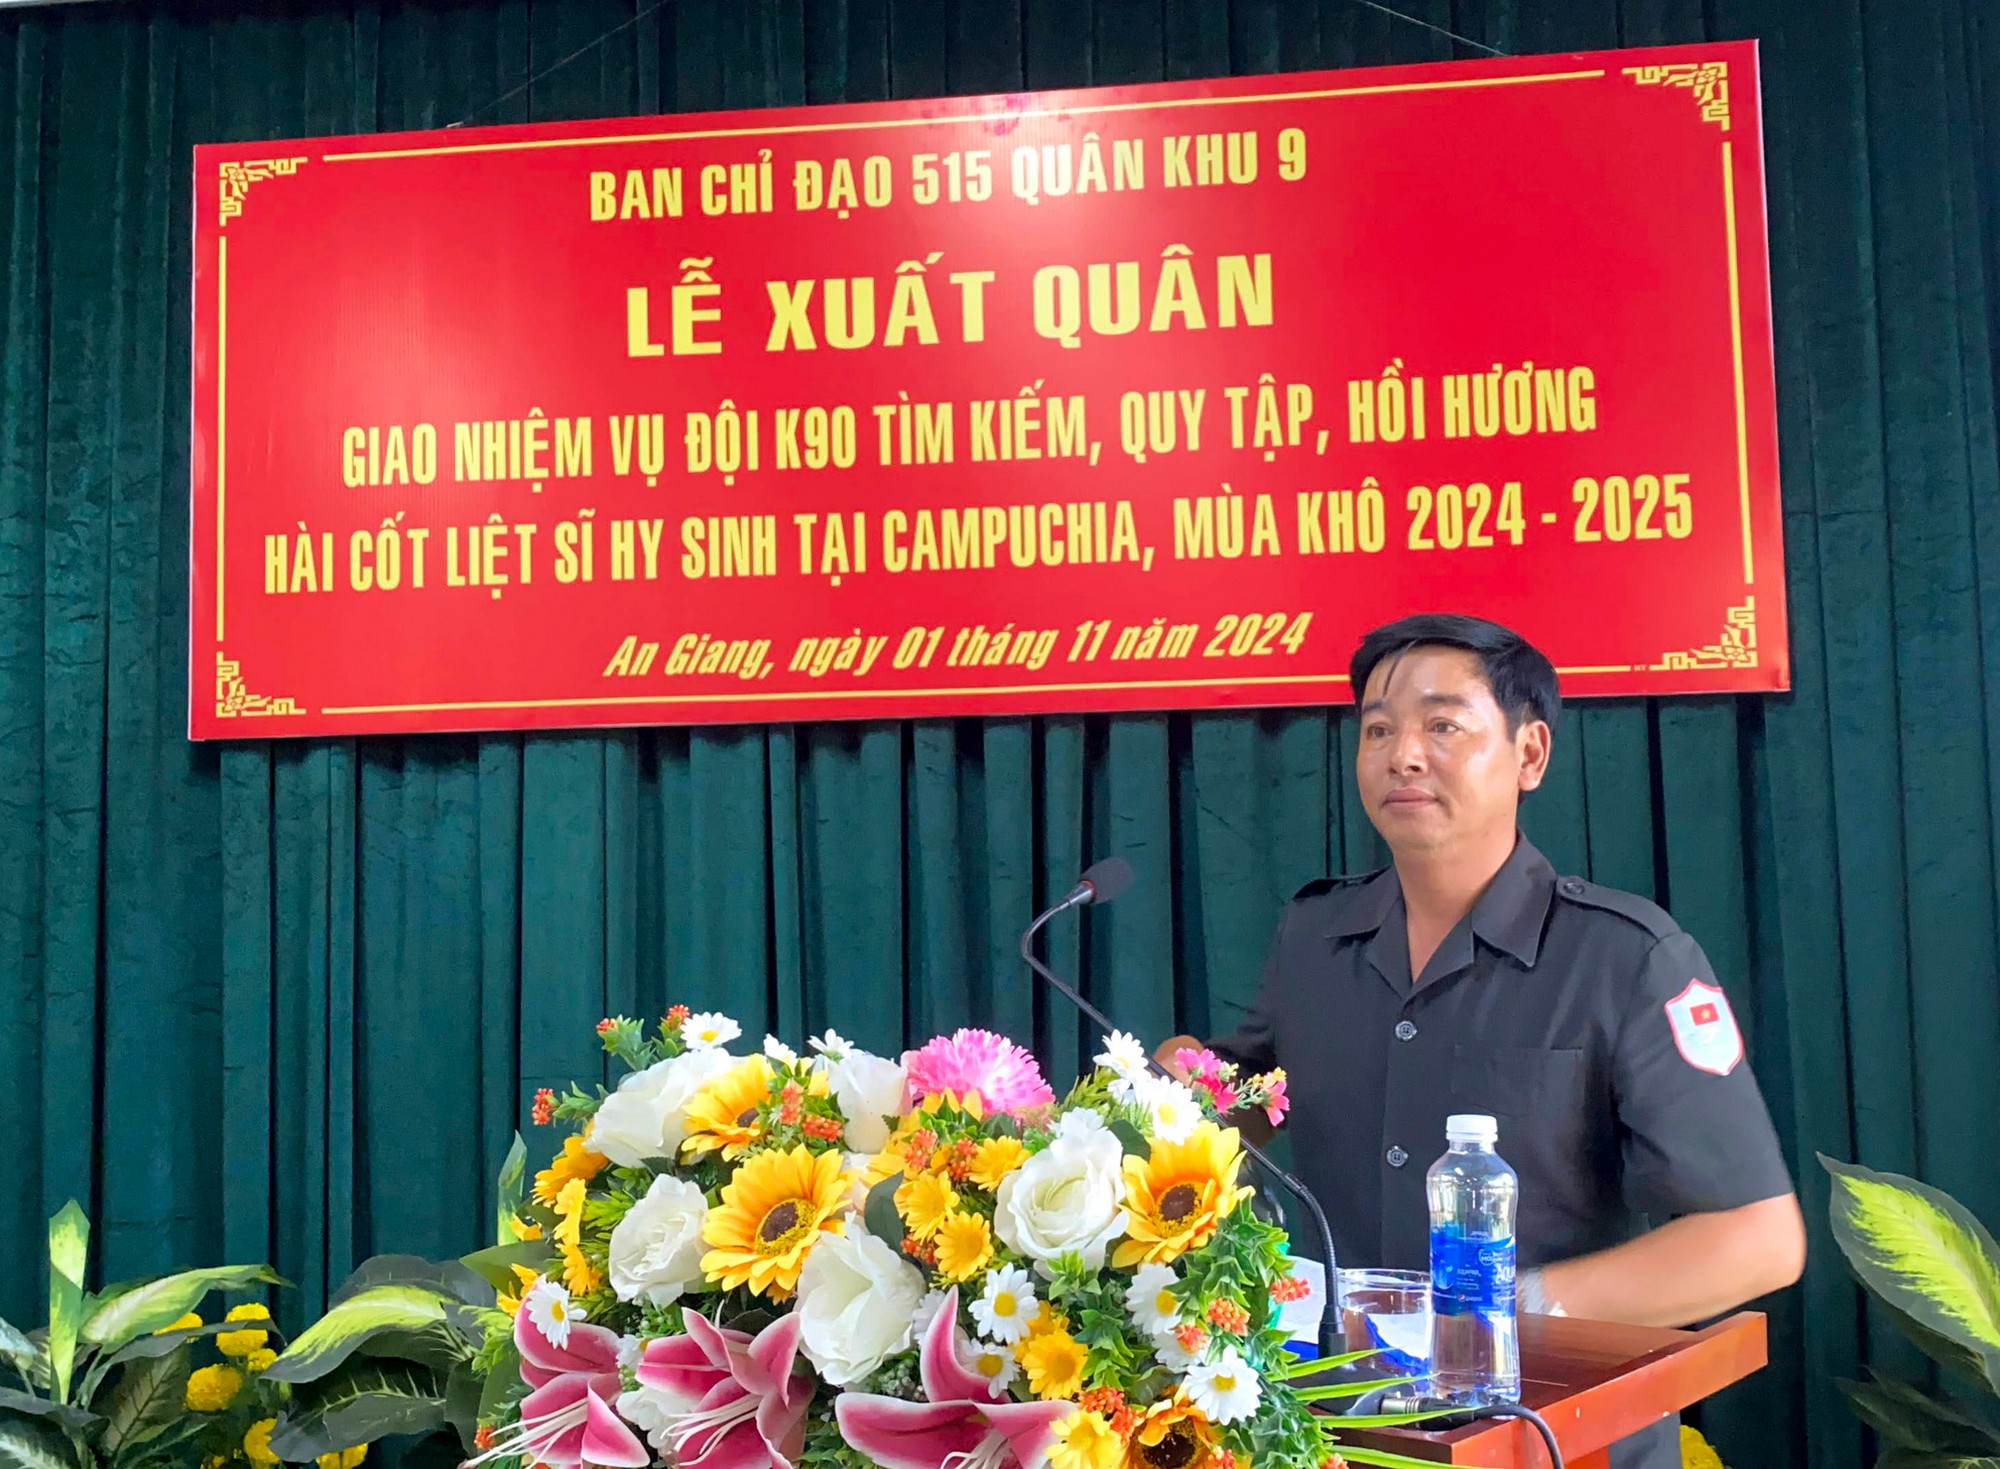 BAN CHỈ ĐẠO 515 QUÂN KHU 9
LỄ XUẤT QUÂN
GIAO NHIỆM VỤ ĐỘI K90 TÌM KIẾM, QUY TẬP, HỒI HƯƠNG
HÀI CỐT LIỆT SĨ HY SINH TẠI CAMPUCHIA, MÙA KHÔ 2024 - 2025
An Giang, ngày 01 tháng 11 năm 2024